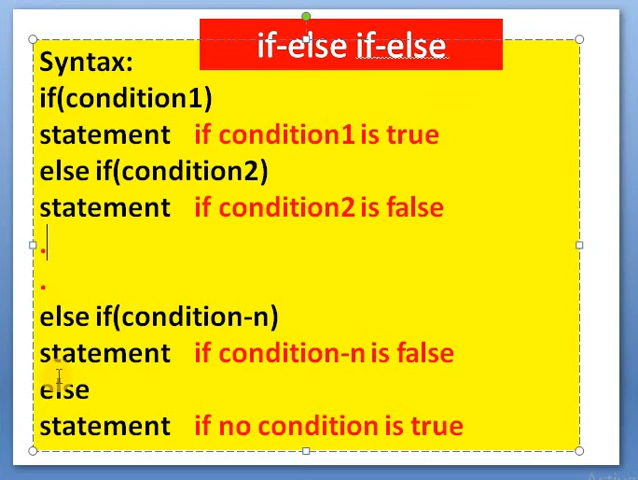 if-else if-else
Syntax:
if(condition1)
statement if condition1 is true
else if(condition2)
statement if condition2 is false
.
.
else if(condition-n)
statement if condition-n is false
else
statement if no condition is true